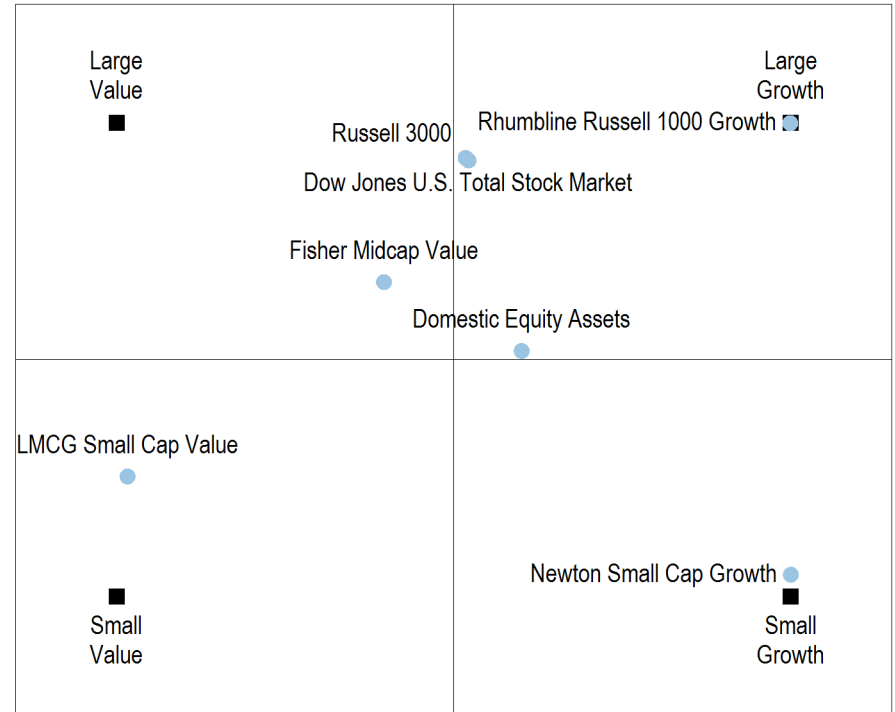 Large
Value
Large
Growth
Russell 3000
Rhumbline Russell 1000 Growth
Dow Jones U.S. Total Stock Market
Fisher Midcap Value
Domestic Equity Assets
LMCG Small Cap Value
Newton Small Cap Growth
Small
Value
Small
Growth